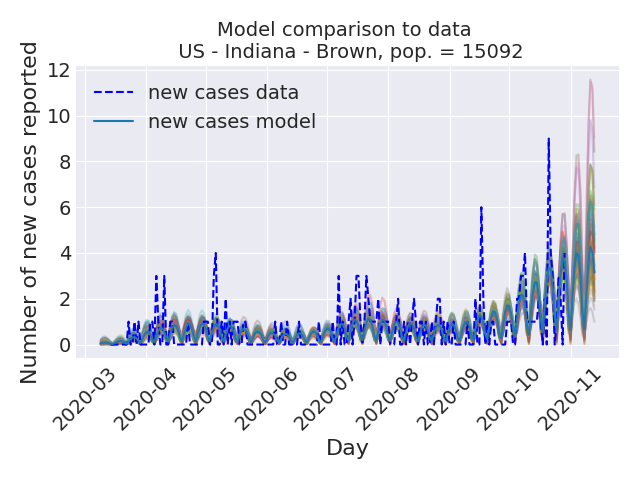 Model comparison to data
US - Indiana - Brown, pop. = 15092
Number of new cases reported
12
10
8
6
4
2
0
new cases data
new cases model
2020-03
2020-04
2020-05
2020-06
2020-07
2020-08
2020-09
2020-10
2020-11
Day